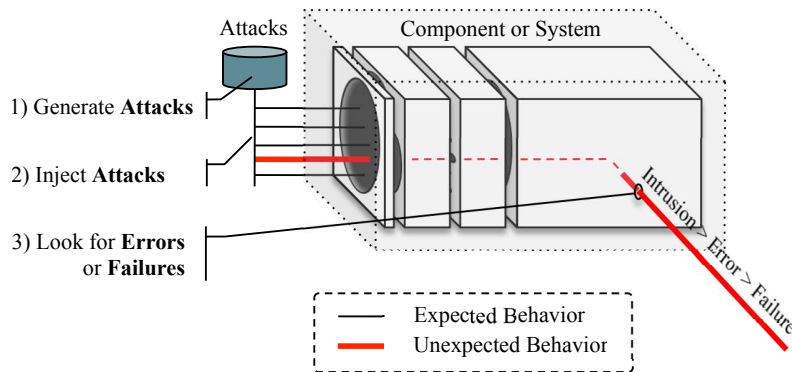 Attacks
Component or System
1) Generate Attacks
2) Inject Attacks
3) Look for Errors
or Failures
Intrusion > Error > Failure
Expected Behavior
Unexpected Behavior